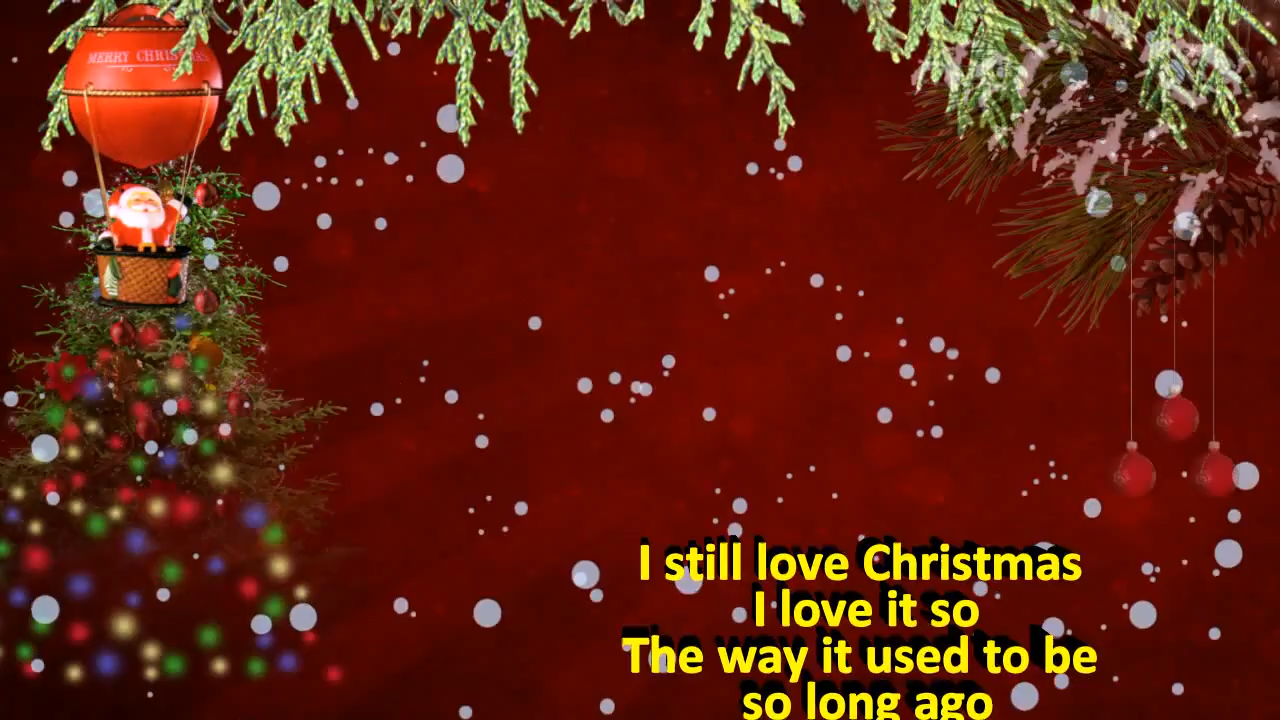 MERRY CHRISTMAS
I still love Christmas
I love it so
The way it used to be
so long ago